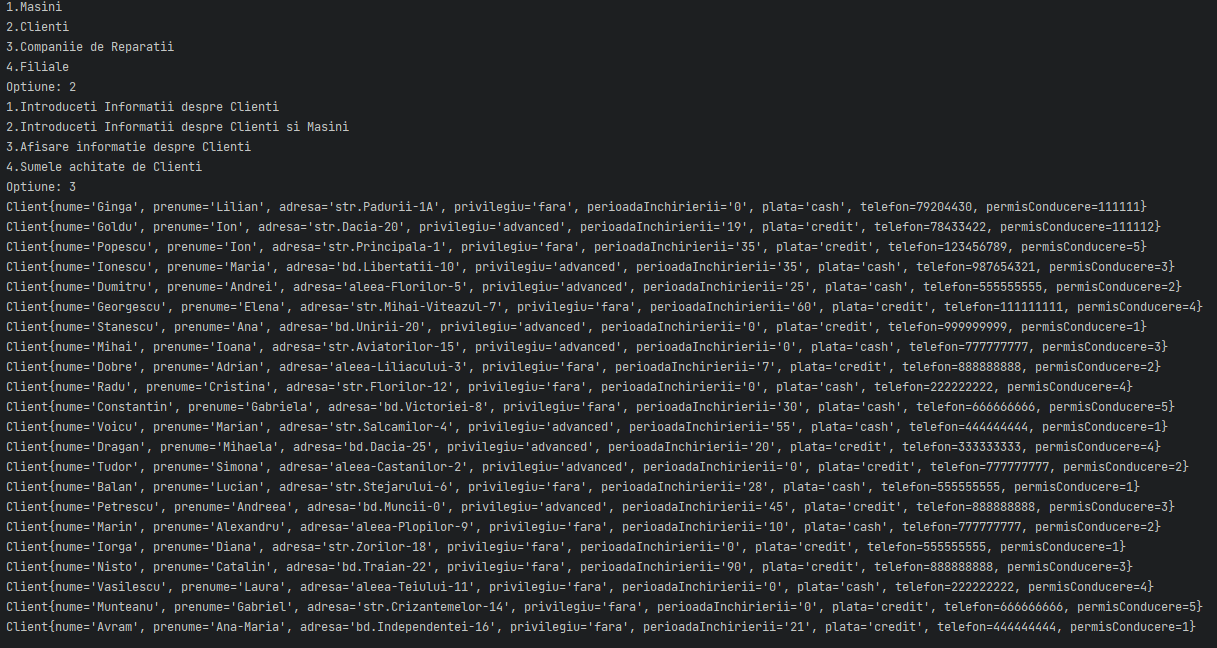 1.Masini
2.Clienti
3.Companiie de Reparatii
4.Filiale
Optiune: 2
1.Introduceti Informatii despre Clienti
2.Introduceti Informatii despre Clienti si Masini
3.Afisare informatie despre Clienti
4.Sumele achitate de Clienti
Optiune: 3
Client{nume='Ginga', prenume='Lilian', adresa='str.Padurii-1A', privilegiu='fara', perioadaInchirierii='0', plata='cash', telefon=79204430, permisConducere=111111}
Client{nume='Goldu', prenume='Ion', adresa='str.Dacia-20', privilegiu='advanced', perioadaInchirierii='19', plata='credit', telefon=78433422, permisConducere=111112}
Client{nume='Popescu', prenume='Ion', adresa='str.Principala-1', privilegiu='fara', perioadaInchirierii='35', plata='credit', telefon=123456789, permisConducere=5}
Client{nume='Ionescu', prenume='Maria', adresa='bd.Libertatii-10', privilegiu='advanced', perioadaInchirierii='35', plata='cash', telefon=987654321, permisConducere=3}
Client{nume='Dumitru', prenume='Andrei', adresa='aleea-Florilor-5', privilegiu='advanced', perioadaInchirierii='25', plata='cash', telefon=555555555, permisConducere=2}
Client{nume='Georgescu', prenume='Elena', adresa='str.Mihai-Viteazul-7', privilegiu='fara', perioadaInchirierii='60', plata='credit', telefon=111111111, permisConducere=4}
Client{nume='Stanescu', prenume='Ana', adresa='bd.Unirii-20', privilegiu='advanced', perioadaInchirierii='0', plata='credit', telefon=999999999, permisConducere=1}
Client{nume='Mihai', prenume='Ioana', adresa='str.Aviatorilor-15', privilegiu='advanced', perioadaInchirierii='0', plata='cash', telefon=777777777, permisConducere=3}
Client{nume='Dobre', prenume='Adrian', adresa='aleea-Liliacului-3', privilegiu='fara', perioadaInchirierii='7', plata='credit', telefon=888888888, permisConducere=2}
Client{nume='Radu', prenume='Cristina', adresa='str.Florilor-12', privilegiu='fara', perioadaInchirierii='0', plata='cash', telefon=222222222, permisConducere=4}
Client{nume='Constantin', prenume='Gabriela', adresa='bd.Victoriei-8', privilegiu='fara', perioadaInchirierii='30', plata='cash', telefon=666666666, permisConducere=5}
Client{nume='Voicu', prenume='Marian', adresa='str.Salcamilor-4', privilegiu='advanced', perioadaInchirierii='55', plata='cash', telefon=444444444, permisConducere=1}
Client{nume='Dragan', prenume='Mihaela', adresa='bd.Dacia-25', privilegiu='advanced', perioadaInchirierii='20', plata='credit', telefon=333333333, permisConducere=4}
Client{nume='Tudor', prenume='Simona', adresa='aleea-Castanilor-2', privilegiu='advanced', perioadaInchirierii='0', plata='credit', telefon=777777777, permisConducere=2}
Client{nume='Balan', prenume='Lucian', adresa='str.Stejarului-6', privilegiu='fara', perioadaInchirierii='28', plata='cash', telefon=555555555, permisConducere=1}
Client{nume='Petrescu', prenume='Andreea', adresa='bd.Muncii-0', privilegiu='advanced', perioadaInchirierii='45', plata='credit', telefon=888888888, permisConducere=3}
Client{nume='Marin', prenume='Alexandru', adresa='aleea-Plopilor-9', privilegiu='fara', perioadaInchirierii='10', plata='cash', telefon=777777777, permisConducere=2}
Client{nume='Iorga', prenume='Diana', adresa='str.Zorilor-18', privilegiu='fara', perioadaInchirierii='0', plata='credit', telefon=555555555, permisConducere=1}
Client{nume='Nisto', prenume='Catalin', adresa='bd.Traian-22', privilegiu='fara', perioadaInchirierii='90', plata='credit', telefon=888888888, permisConducere=3}
Client{nume='Vasilescu', prenume='Laura', adresa='aleea-Teiului-11', privilegiu='fara', perioadaInchirierii='0', plata='cash', telefon=222222222, permisConducere=4}
Client{nume='Munteanu', prenume='Gabriel', adresa='str.Crizantemelor-14', privilegiu='fara', perioadaInchirierii='0', plata='credit', telefon=666666666, permisConducere=5}
Client{nume='Avram', prenume='Ana-Maria', adresa='bd.Independentei-16', privilegiu='fara', perioadaInchirierii='21', plata='credit', telefon=444444444, permisConducere=1}